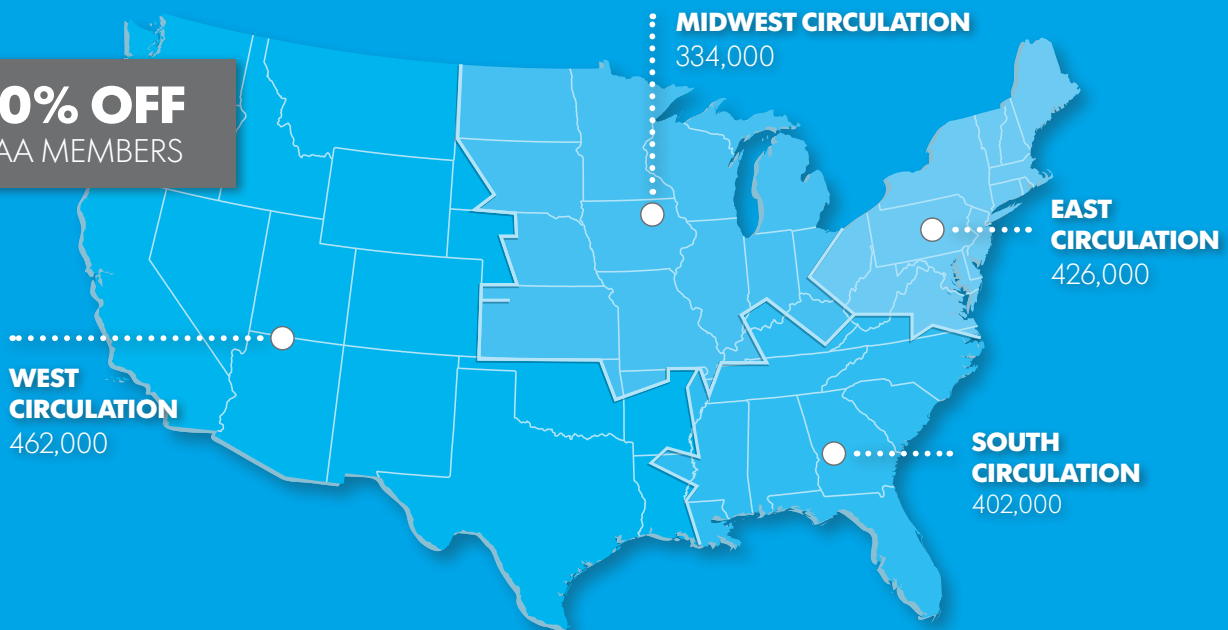 MIDWEST CIRCULATION
334,000
0% OFF
AA MEMBERS
EAST
CIRCULATION
426,000
WEST
CIRCULATION
462,000
SOUTH
CIRCULATION
402,000